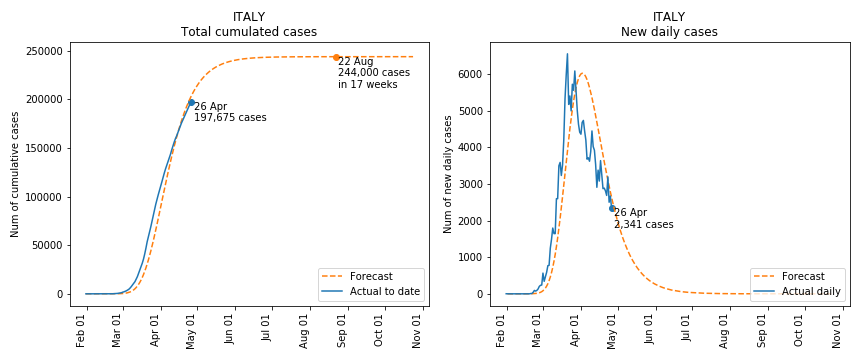 ITALY
Total cumulated cases
Num of cumulative cases
250000
200000
150000
100000
50000
0
22 Aug
244,000 cases
in 17 weeks
26 Apr
197,675 cases
Forecast
Actual to date
Feb 01
Mar 01
Apr 01
May 01
Jun 01
Jul 01
Aug 01
Sep 01
Oct 01
Nov 01
ITALY
New daily cases
Num of new daily cases
6000
5000
4000
3000
2000
1000
0
26 Apr
2,341 cases
Forecast
Actual daily
Feb 01
Mar 01
Apr 01
May 01
Jun 01
Jul 01
Aug 01
Sep 01
Oct 01
Nov 01